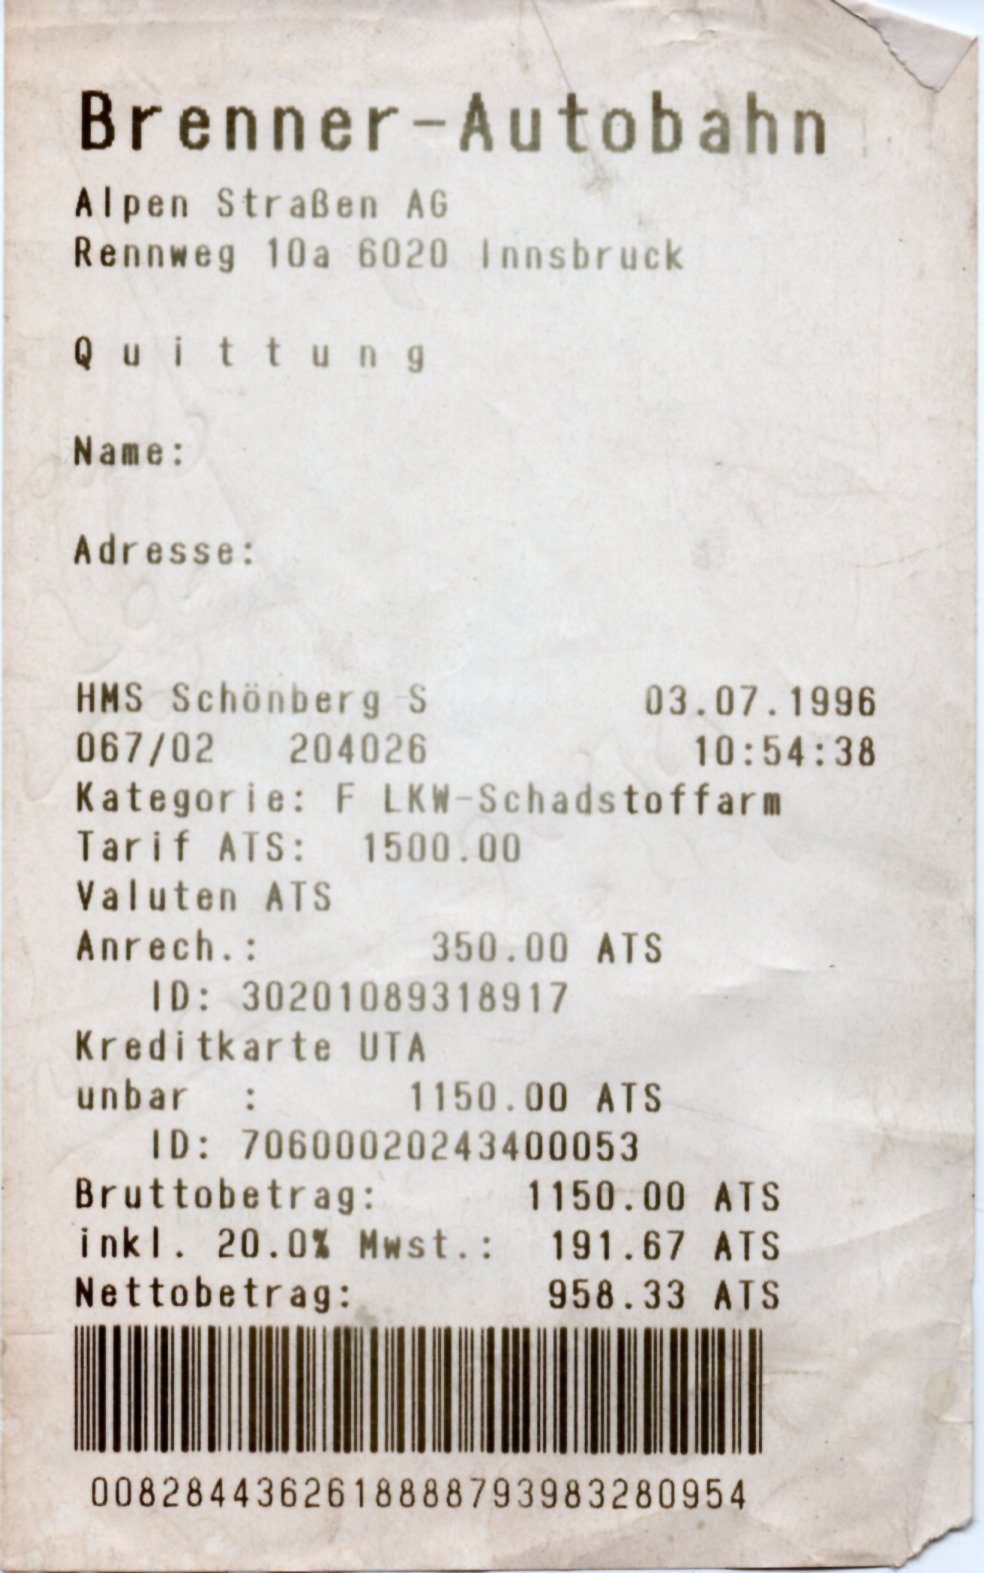 Brenner-Autobahn
Alpen Straßen AG
Rennweg 10a 6020 Innsbruck
Quittung
Name:
Adresse:
HMS Schönberg S 03.07.1996
067/02 204026 10:54:38
Kategorie: F LKW-Schadstoffarm
Tarif ATS: 1500.00
Valuten ATS
Anrech.: 350.00 ATS
ID: 30201089318917
Kreditkarte UTA
unbar : 1150.00 ATS
ID: 70600020243400053
Bruttobetrag: 1150.00 ATS
inkl. 20.0% Mwst.: 191.67 ATS
Nettobetrag: 958.33 ATS
0082844362618888793983280954